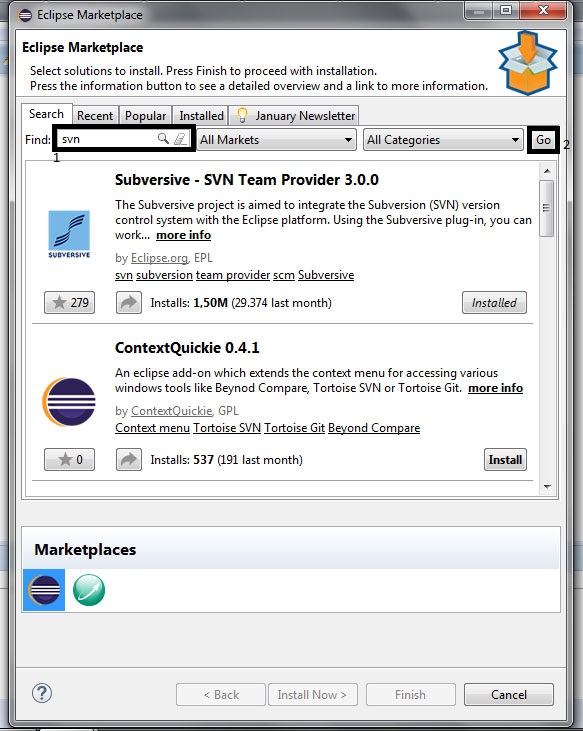 Eclipse Marketplace
Eclipse Marketplace
Select solutions to install. Press Finish to proceed with installation.
Press the information button to see a detailed overview and a link to more information.
Search Recent Popular Installed January Newsletter
Find: svn All Markets All Categories Go
1 2
Subversive - SVN Team Provider 3.0.0
The Subversive project is aimed to integrate the Subversion (SVN) version
control system with the Eclipse platform. Using the Subversive plug-in, you can
work... more info
SUBVERSIVE
by Eclipse.org, EPL
svn subversion team provider scm Subversive
279 Installs: 1,50M (29.374 last month) Installed
ContextQuickie 0.4.1
An eclipse add-on which extends the context menu for accessing various
windows tools like Beynod Compare, Tortoise SVN or Tortoise Git. more info
by ContextQuickie, GPL
Context menu Tortoise SVN Tortoise Git Beyond Compare
0 Installs: 537 (191 last month) Install
Marketplaces
? < Back Install Now > Finish Cancel